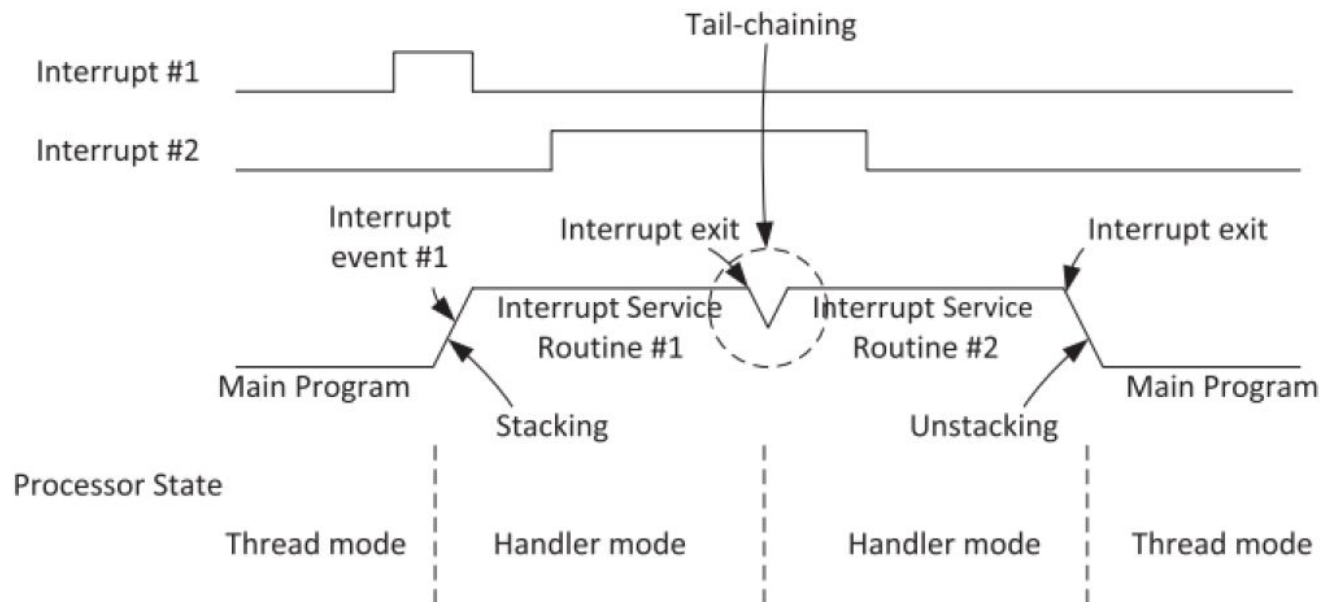 Tail-chaining
Interrupt #1
Interrupt #2
Interrupt
event #1
Interrupt exit
Interrupt exit
Interrupt Service
Routine #1
Interrupt Service
Routine #2
Main Program
Main Program
Stacking
Unstacking
Processor State
Thread mode
Handler mode
Handler mode
Thread mode